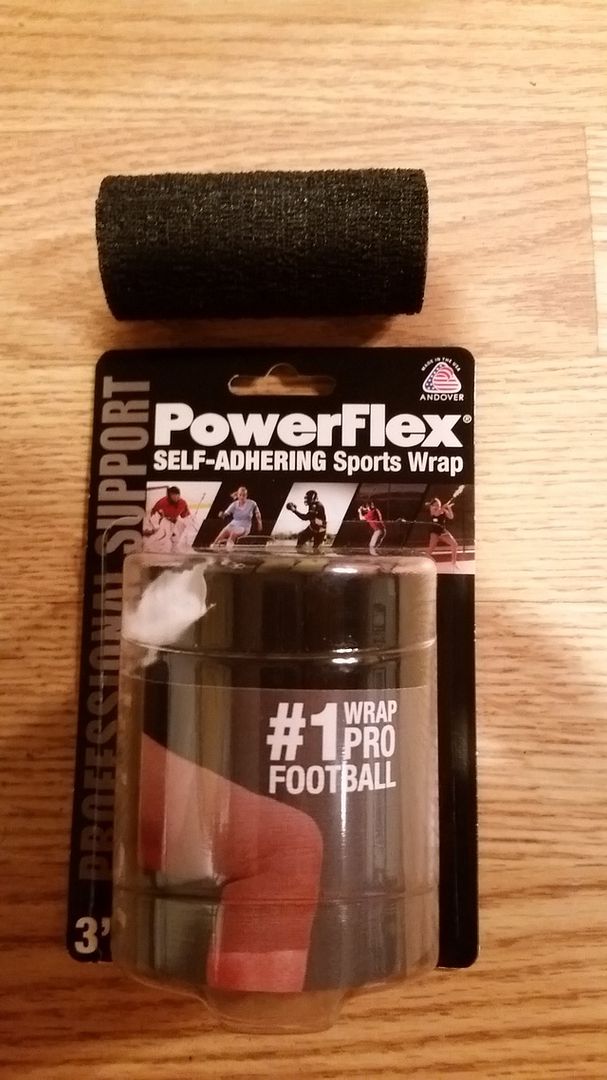 MADE IN THE USA
ANDOVER
PowerFlex®
SELF-ADHERING Sports Wrap
PROFESSIONAL SUPPORT
#1 WRAP
PRO
FOOTBALL
3"